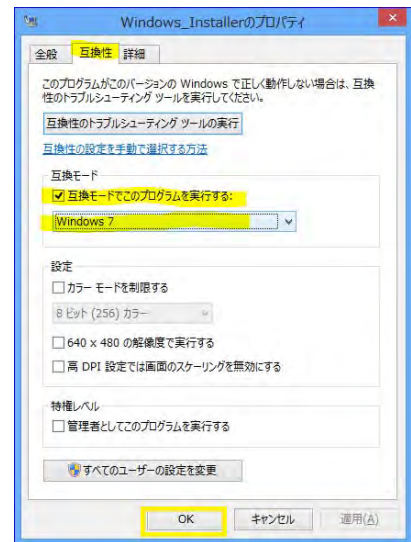 Windows_Installerのプロパティ
全般 互換性 詳細
このプログラムがこのバージョンの Windows で正しく動作しない場合は、互換
性のトラブルシューティング ツールを実行してください。
互換性のトラブルシューティング ツールの実行
互換性の設定を手動で選択する方法
互換モード
互換モードでこのプログラムを実行する:
Windows 7
設定
カラー モードを制限する
8 ビット (256) カラー
640 x 480 の解像度で実行する
高 DPI 設定では画面のスケーリングを無効にする
特権レベル
管理者としてこのプログラムを実行する
すべてのユーザーの設定を変更
OK キャンセル 適用(A)